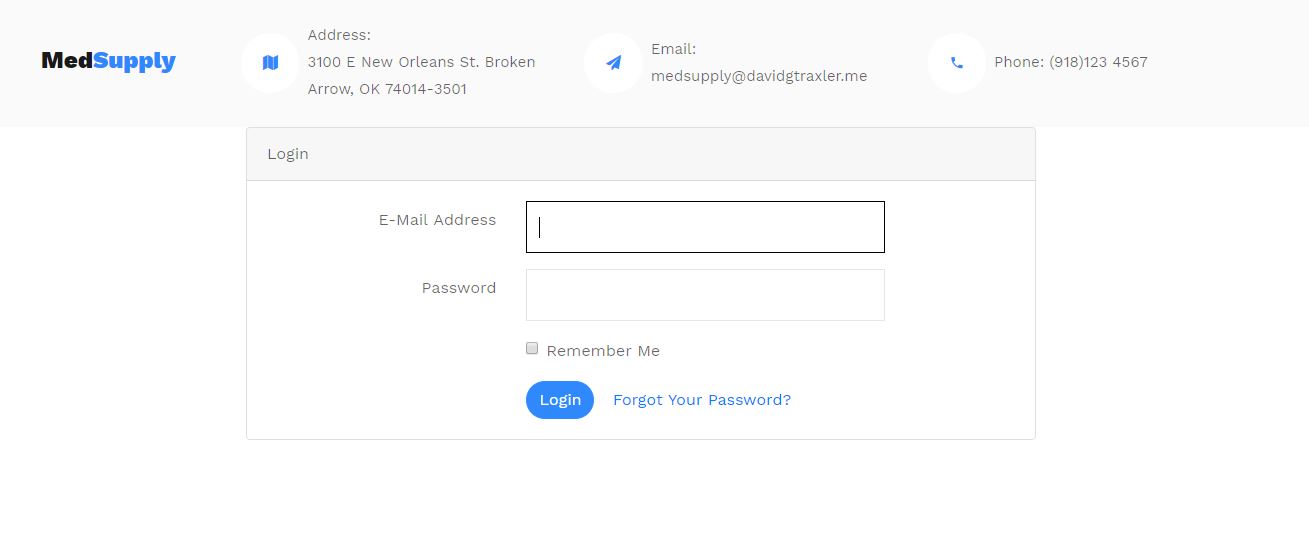 MedSupply
Address:
3100 E New Orleans St. Broken
Arrow, OK 74014-3501
Email:
medsupply@davidgtraxler.me
Phone: (918)123 4567
Login
E-Mail Address
Password
Remember Me
Login
Forgot Your Password?